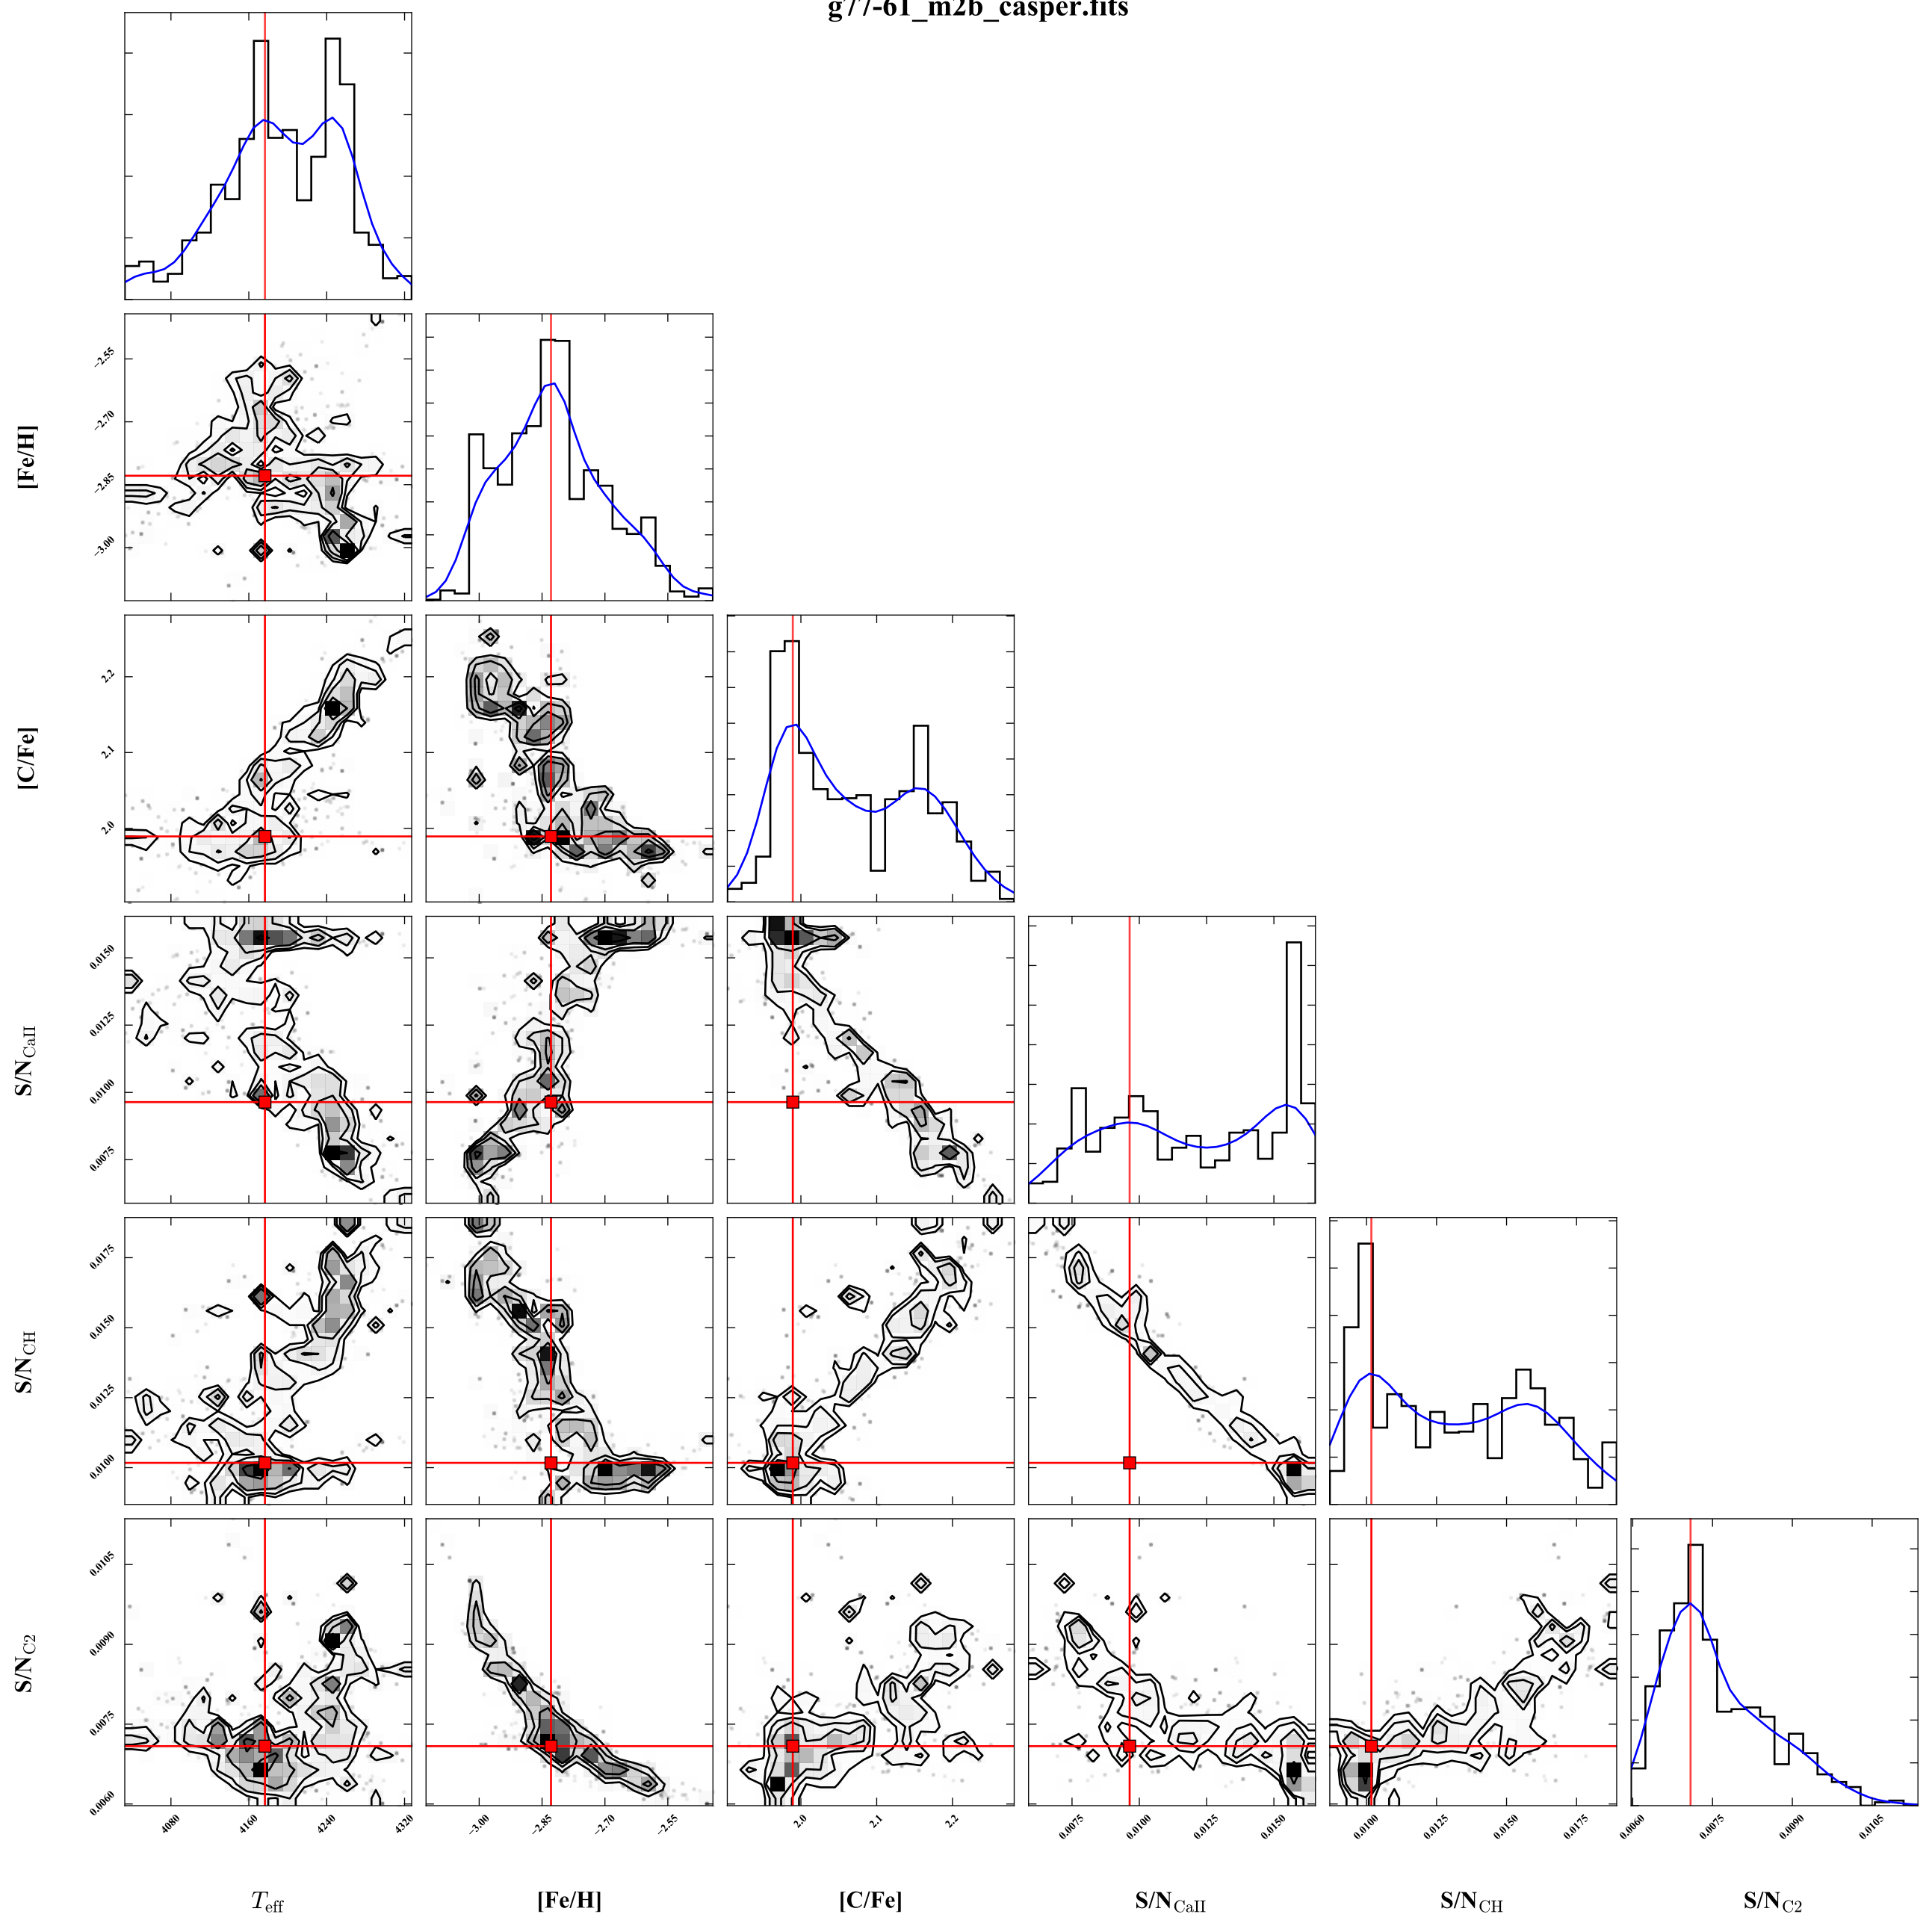 g77-61_m2b_casper.fits
[Fe/H]
−2.55
−2.70
−2.85
−3.00
[C/Fe]
2.2
2.1
2.0
S/N_CaII
0.0150
0.0125
0.0100
0.0075
S/N_CH
0.0175
0.0150
0.0125
0.0100
S/N_C2
0.0105
0.0090
0.0075
0.0060
4080 4160 4240 4320
−3.00 −2.85 −2.70 −2.55
2.0 2.1 2.2
0.0075 0.0100 0.0125 0.0150
0.0100 0.0125 0.0150 0.0175
0.0060 0.0075 0.0090 0.0105
T_eff [Fe/H] [C/Fe] S/N_CaII S/N_CH S/N_C2